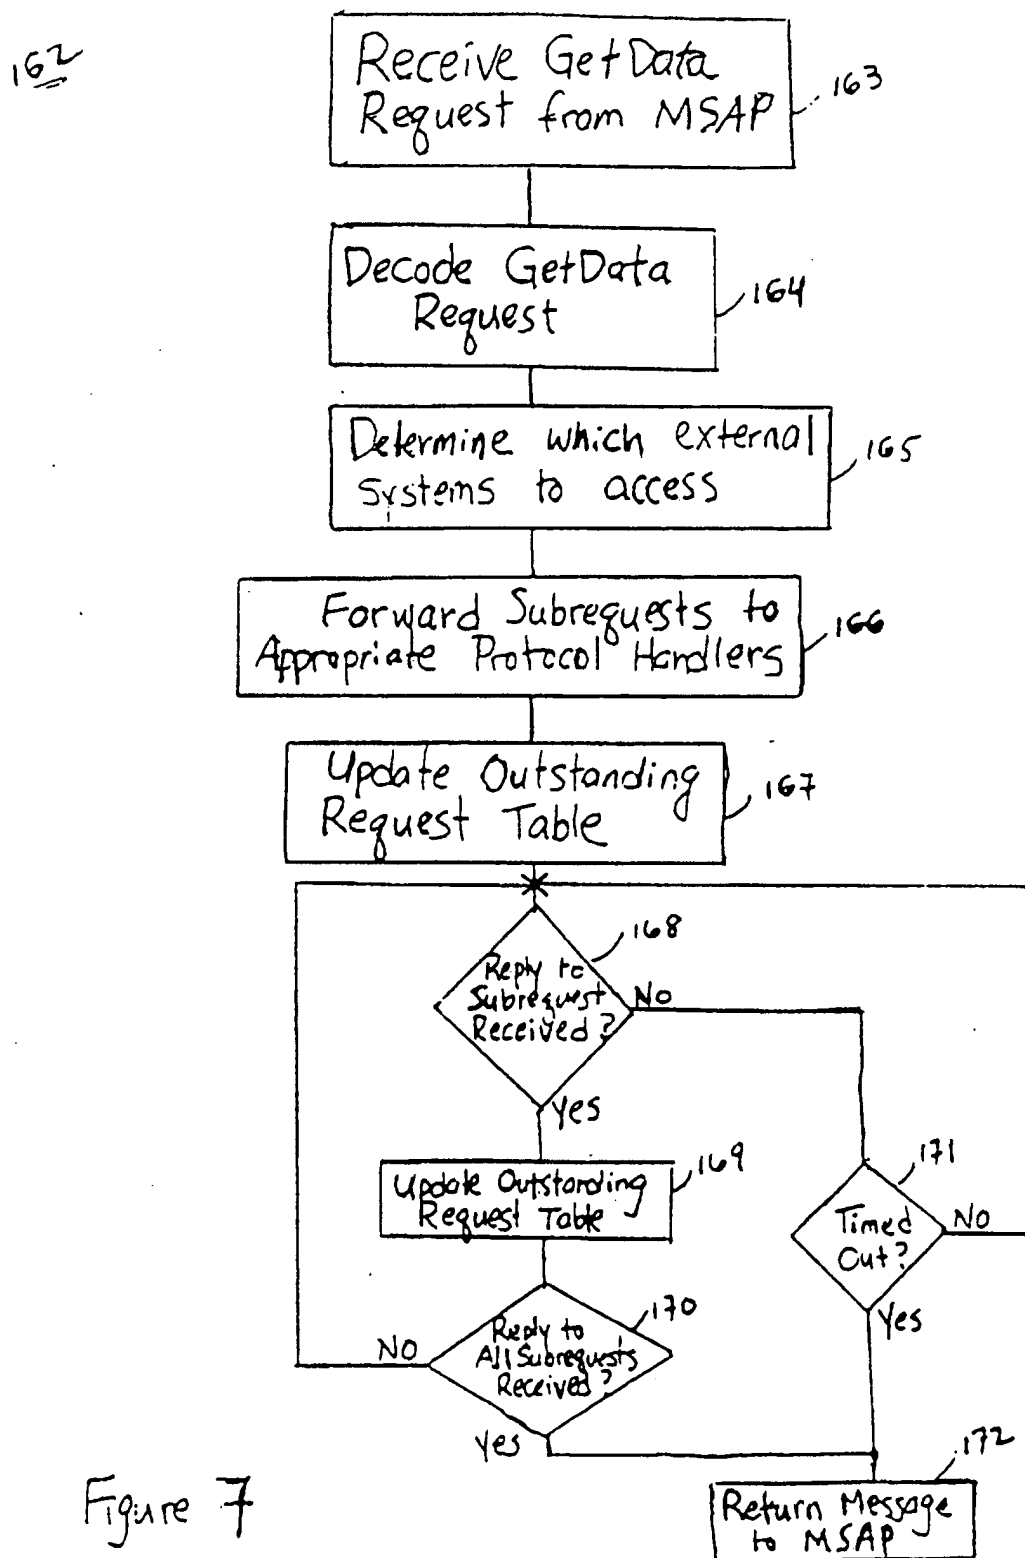 162
Receive GetData
Request from MSAP
163
Decode GetData
Request
164
Determine which external
systems to access
165
Forward Subrequests to
Appropriate Protocol Handlers
166
Update Outstanding
Request Table
167
168
Reply to
Subrequest
Received?
No
Yes
169
Update Outstanding
Request Table
171
Timed
Out?
No
Yes
170
Reply to
All Subrequests
Received?
No
Yes
172
Return Message
to MSAP
Figure 7